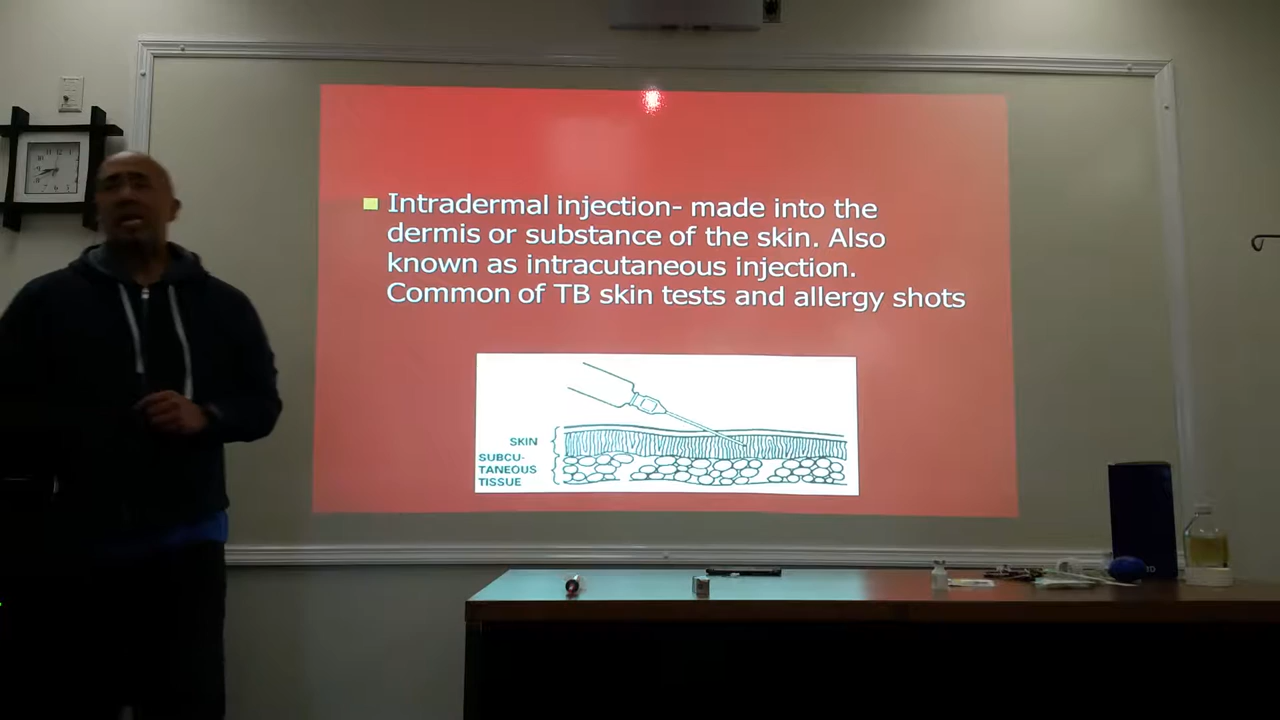 Intradermal injection- made into the
dermis or substance of the skin. Also
known as intracutaneous injection.
Common of TB skin tests and allergy shots
SKIN
SUBCU-
TANEOUS
TISSUE